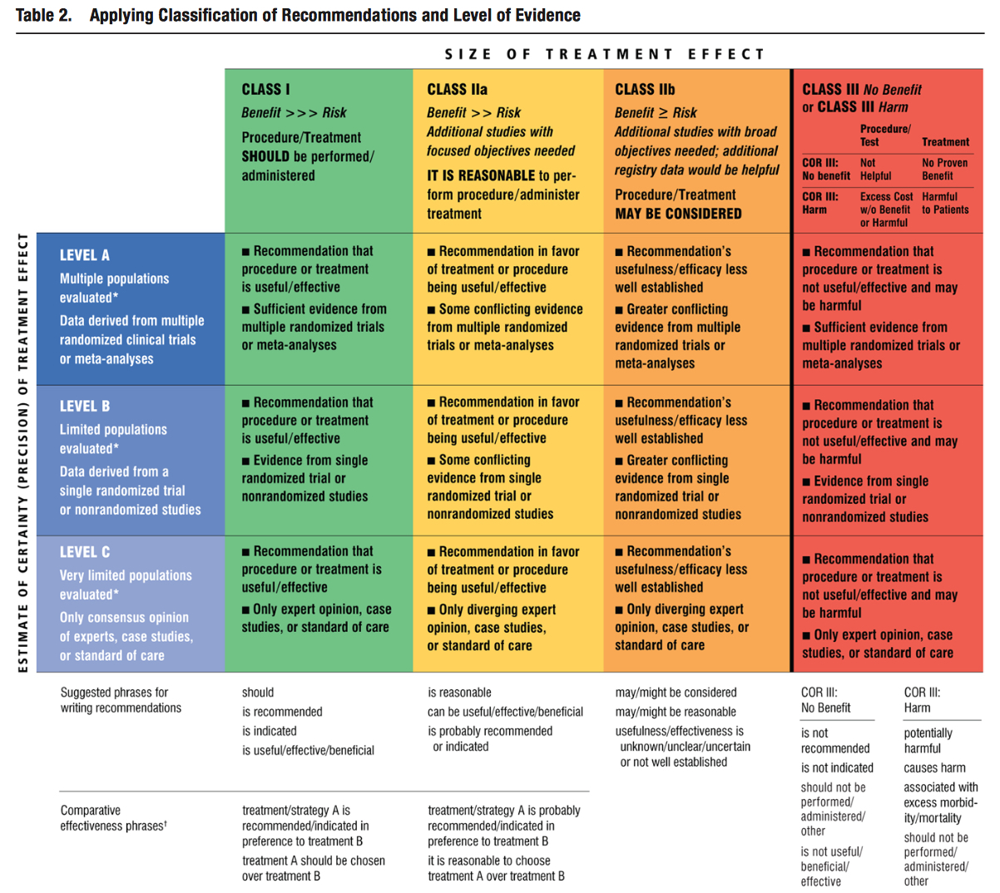 Table 2. Applying Classification of Recommendations and Level of Evidence
SIZE OF TREATMENT EFFECT
CLASS I
Benefit >>> Risk
Procedure/Treatment
SHOULD be performed/
administered
CLASS IIa
Benefit >> Risk
Additional studies with
focused objectives needed
IT IS REASONABLE to per-
form procedure/administer
treatment
CLASS IIb
Benefit ≥ Risk
Additional studies with broad
objectives needed; additional
registry data would be helpful
Procedure/Treatment
MAY BE CONSIDERED
CLASS III No Benefit
or CLASS III Harm
Procedure/
Test
Treatment
COR III:
No benefit
Not
Helpful
No Proven
Benefit
COR III:
Harm
Excess Cost
w/o Benefit
or Harmful
Harmful
to Patients
ESTIMATE OF CERTAINTY (PRECISION) OF TREATMENT EFFECT
LEVEL A
Multiple populations
evaluated*
Data derived from multiple
randomized clinical trials
or meta-analyses
■ Recommendation that
procedure or treatment
is useful/effective
■ Sufficient evidence from
multiple randomized trials
or meta-analyses
■ Recommendation in favor
of treatment or procedure
being useful/effective
■ Some conflicting evidence
from multiple randomized
trials or meta-analyses
■ Recommendation's
usefulness/efficacy less
well established
■ Greater conflicting
evidence from multiple
randomized trials or
meta-analyses
■ Recommendation that
procedure or treatment is
not useful/effective and may
be harmful
■ Sufficient evidence from
multiple randomized trials or
meta-analyses
LEVEL B
Limited populations
evaluated*
Data derived from a
single randomized trial
or nonrandomized studies
■ Recommendation that
procedure or treatment
is useful/effective
■ Evidence from single
randomized trial or
nonrandomized studies
■ Recommendation in favor
of treatment or procedure
being useful/effective
■ Some conflicting
evidence from single
randomized trial or
nonrandomized studies
■ Recommendation's
usefulness/efficacy less
well established
■ Greater conflicting
evidence from single
randomized trial or
nonrandomized studies
■ Recommendation that
procedure or treatment is
not useful/effective and may
be harmful
■ Evidence from single
randomized trial or
nonrandomized studies
LEVEL C
Very limited populations
evaluated*
Only consensus opinion
of experts, case studies,
or standard of care
■ Recommendation that
procedure or treatment is
useful/effective
■ Only expert opinion, case
studies, or standard of care
■ Recommendation in favor
of treatment or procedure
being useful/effective
■ Only diverging expert
opinion, case studies,
or standard of care
■ Recommendation's
usefulness/efficacy less
well established
■ Only diverging expert
opinion, case studies, or
standard of care
■ Recommendation that
procedure or treatment is
not useful/effective and may
be harmful
■ Only expert opinion, case
studies, or standard of care
Suggested phrases for
writing recommendations
should
is recommended
is indicated
is useful/effective/beneficial
is reasonable
can be useful/effective/beneficial
is probably recommended
or indicated
may/might be considered
may/might be reasonable
usefulness/effectiveness is
unknown/unclear/uncertain
or not well established
COR III:
No Benefit
is not
recommended
is not indicated
should not be
performed/
administered/
other
is not useful/
beneficial/
effective
COR III:
Harm
potentially
harmful
causes harm
associated with
excess morbid-
ity/mortality
should not be
performed/
administered/
other
Comparative
effectiveness phrases†
treatment/strategy A is
recommended/indicated in
preference to treatment B
treatment A should be chosen
over treatment B
treatment/strategy A is probably
recommended/indicated in
preference to treatment B
it is reasonable to choose
treatment A over treatment B